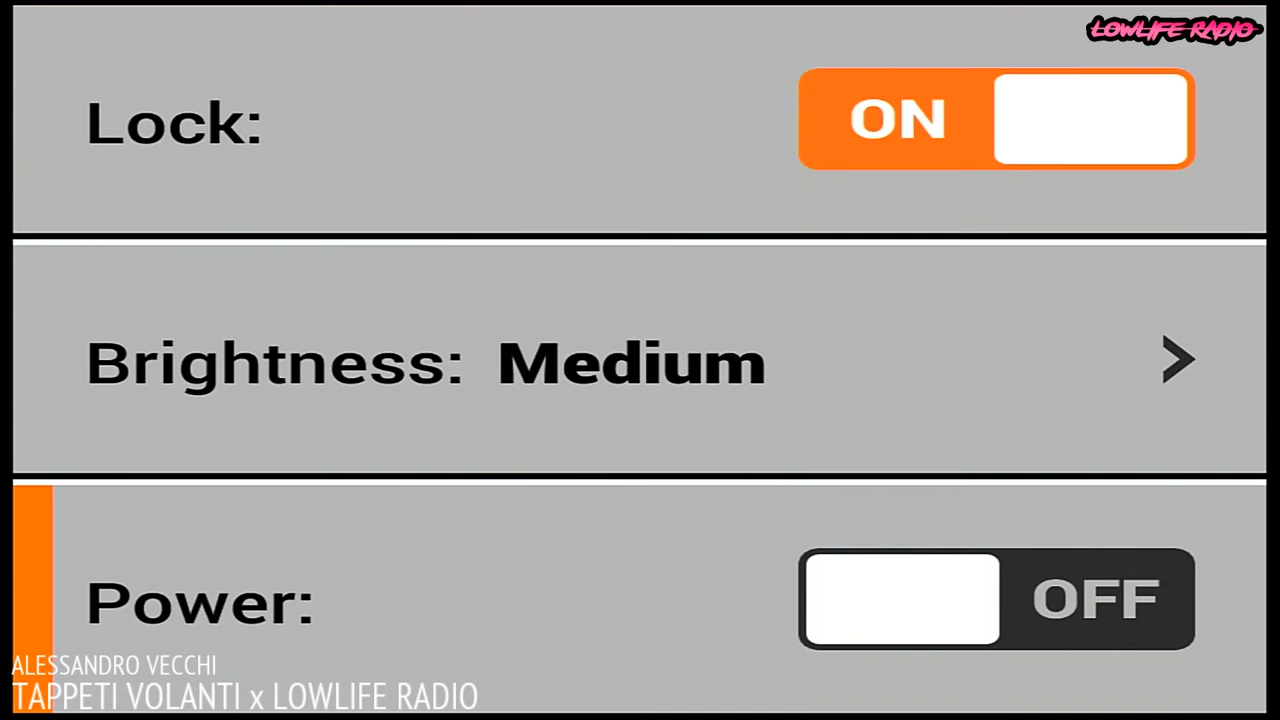 LOWLIFE RADIO
Lock: ON
Brightness: Medium >
Power: OFF
ALESSANDRO VECCHI
TAPPETI VOLANTI x LOWLIFE RADIO